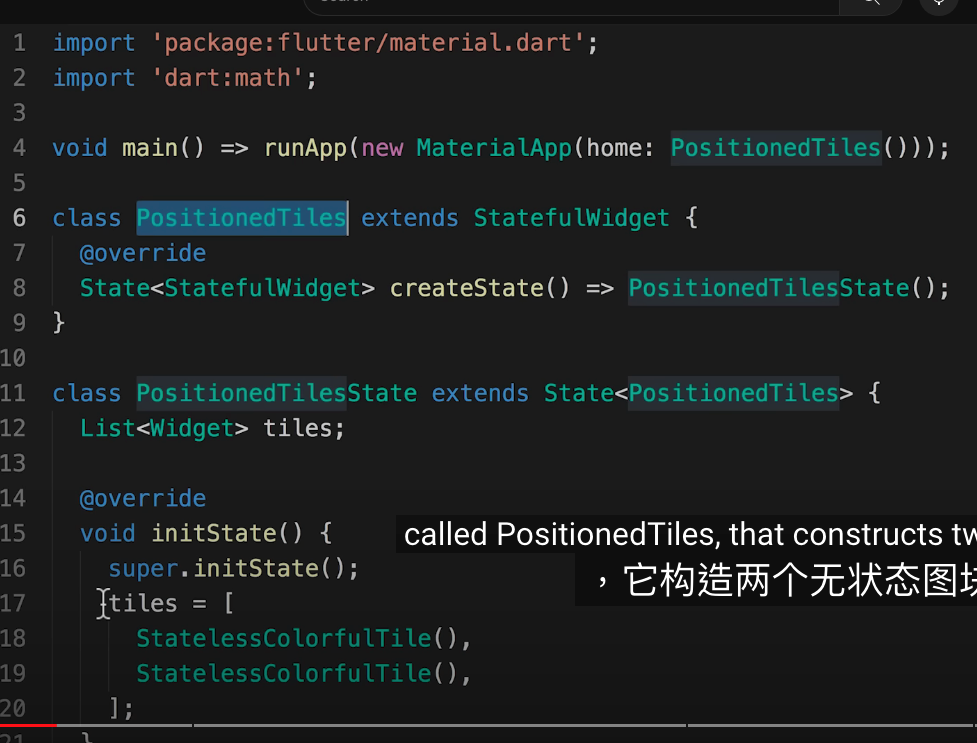 1 import 'package:flutter/material.dart';
2 import 'dart:math';
3
4 void main() => runApp(new MaterialApp(home: PositionedTiles()));
5
6 class PositionedTiles extends StatefulWidget {
7 @override
8 State<StatefulWidget> createState() => PositionedTilesState();
9 }
10
11 class PositionedTilesState extends State<PositionedTiles> {
12 List<Widget> tiles;
13
14 @override
15 void initState() {
called PositionedTiles, that constructs tw
16 super.initState();
，它构造两个无状态图块
17 tiles = [
18 StatelessColorfulTile(),
19 StatelessColorfulTile(),
20 ];
21 }